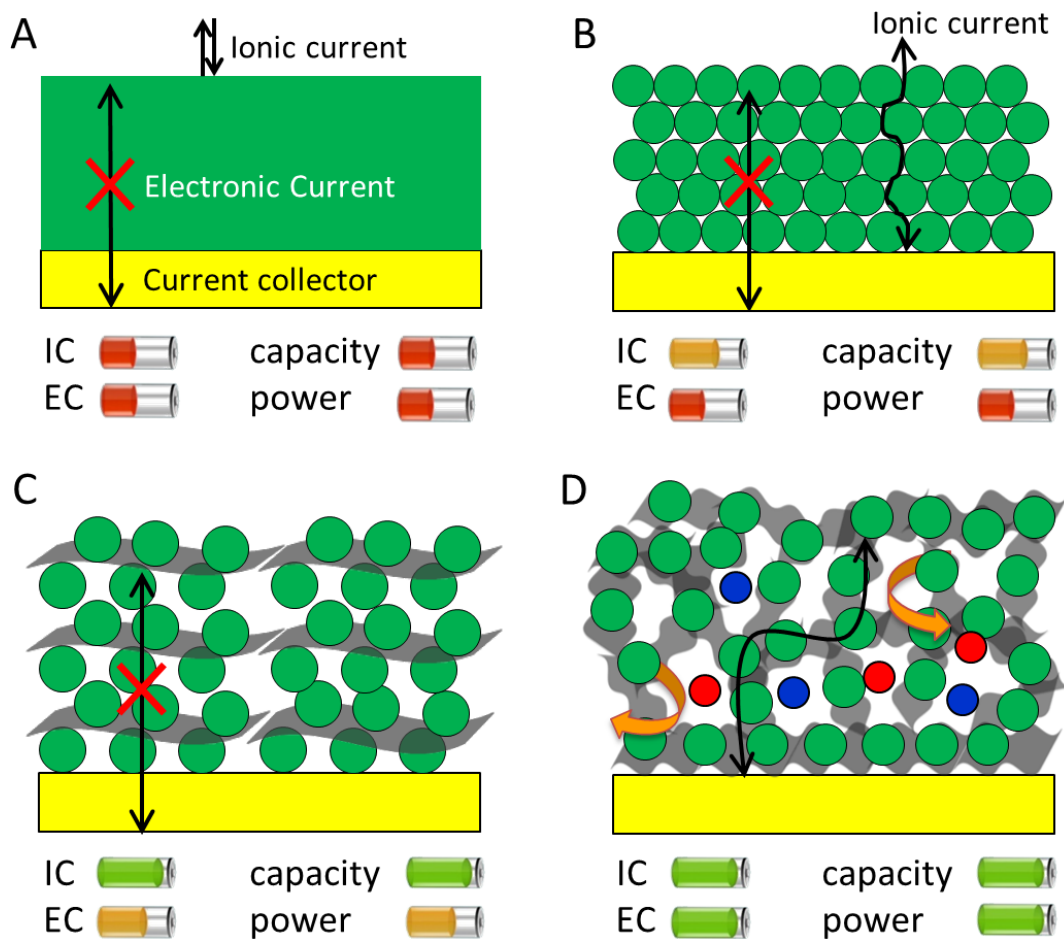 A
Ionic current
Electronic Current
Current collector
IC
capacity
EC
power
B
Ionic current
IC
capacity
EC
power
C
IC
capacity
EC
power
D
IC
capacity
EC
power